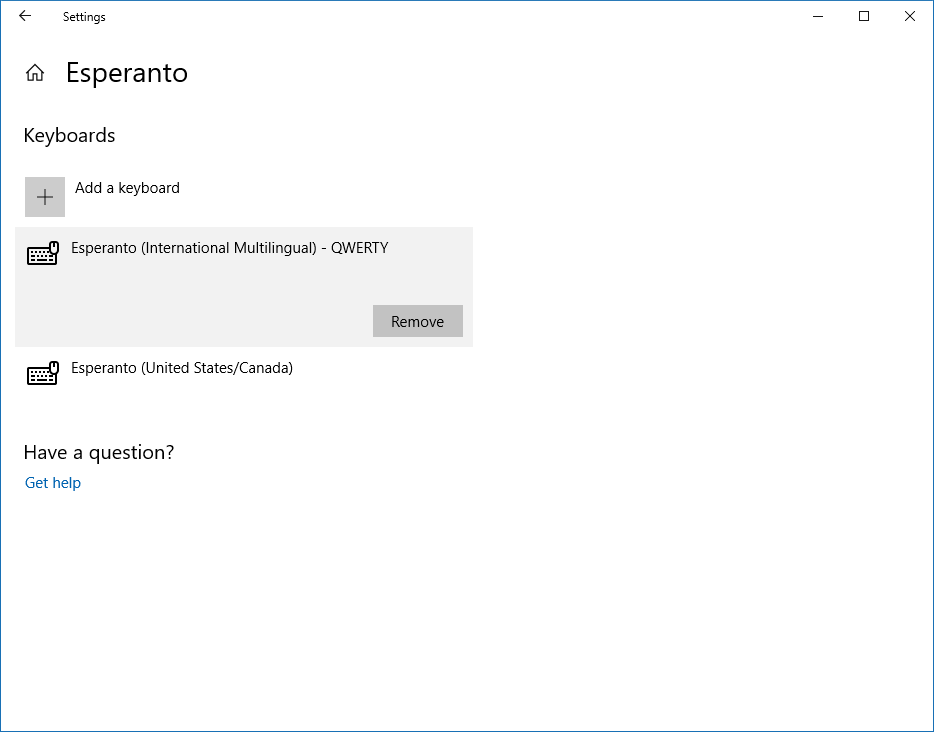 Settings
Esperanto
Keyboards
Add a keyboard
Esperanto (International Multilingual) - QWERTY
Remove
Esperanto (United States/Canada)
Have a question?
Get help